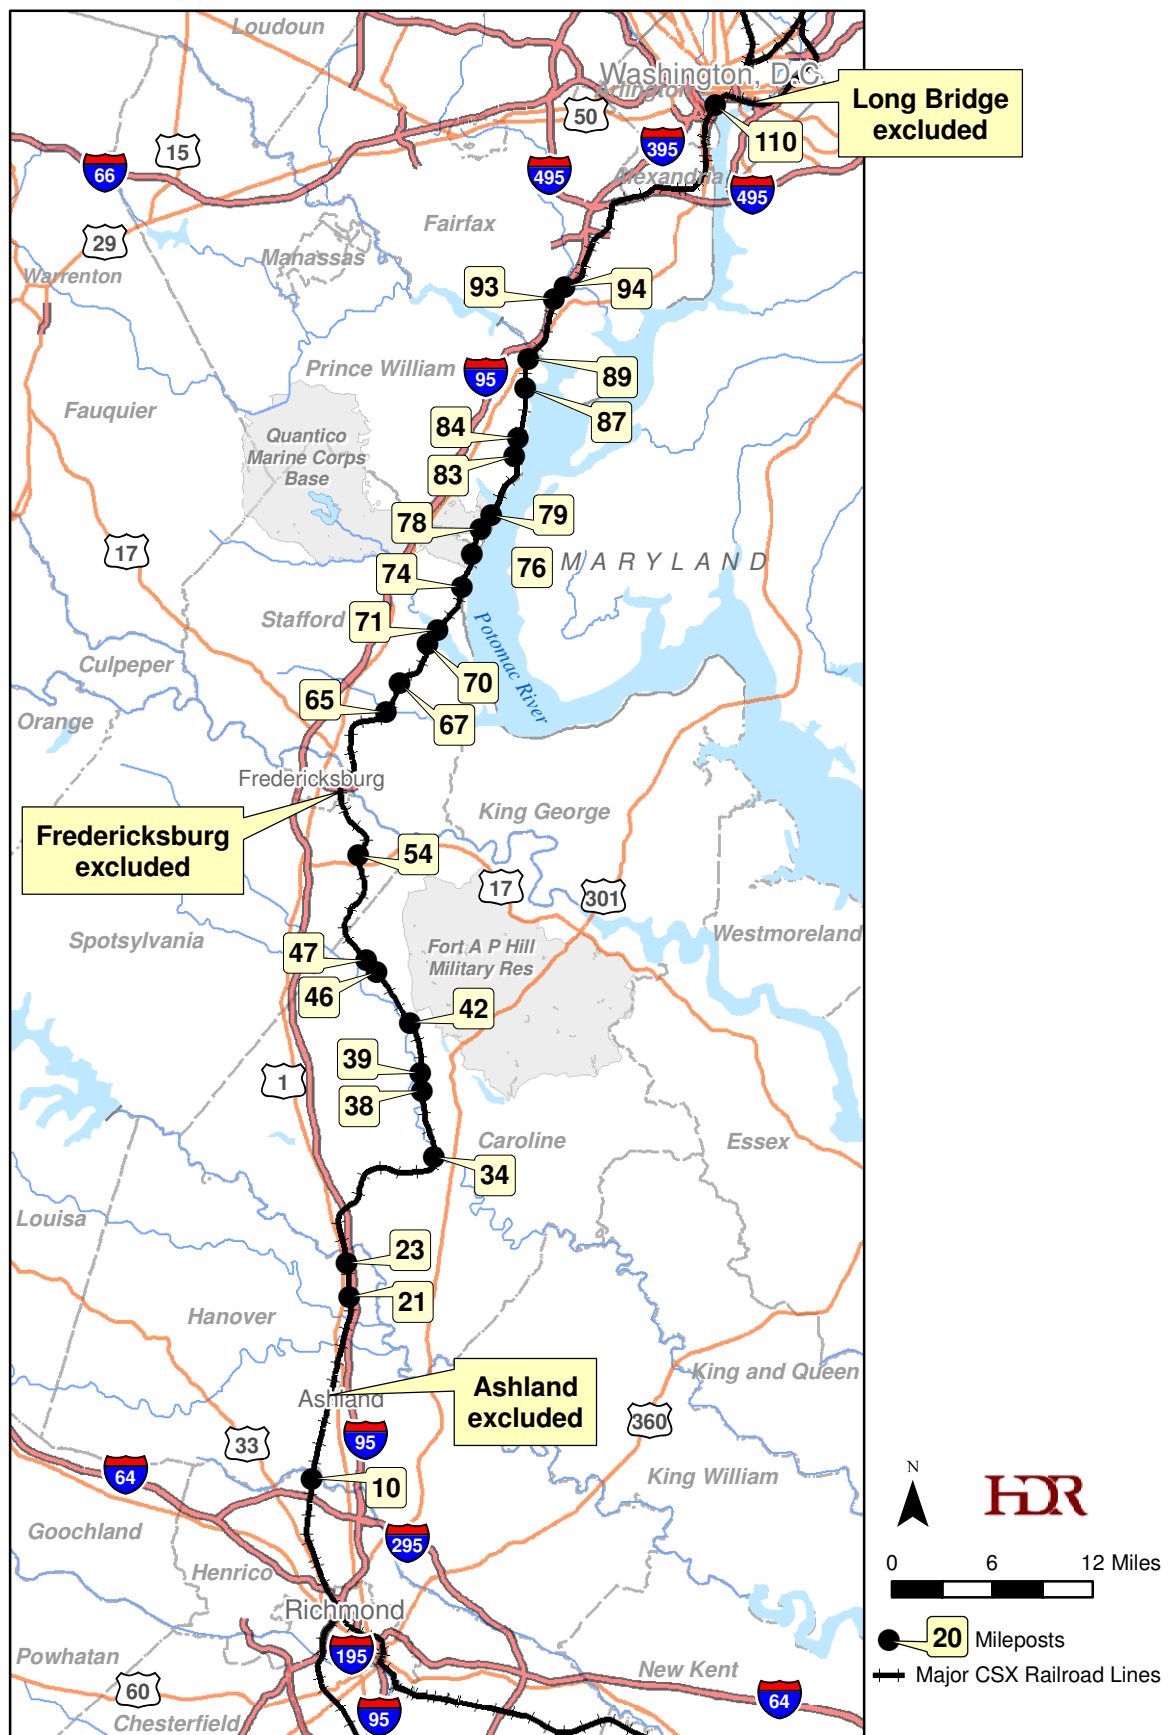 Loudoun
Washington, D.C.
Arlington
Long Bridge
excluded
50
15
110
395
66
495
Alexandria
495
Fairfax
29
Manassas
Warrenton
93
94
Prince William
95
89
Fauquier
87
84
Quantico
Marine Corps
Base
83
79
78
17
76
MARYLAND
74
Stafford
71
Potomac River
Culpeper
70
65
67
Orange
Fredericksburg
King George
Fredericksburg
excluded
54
17
301
Spotsylvania
47
Fort A P Hill
Military Res
Westmoreland
46
42
39
1
38
Caroline
Essex
34
Louisa
23
21
Hanover
King and Queen
Ashland
Ashland
excluded
360
95
33
64
10
King William
N
HDR
Goochland
295
Henrico
0 6 12 Miles
Richmond
20 Mileposts
195
Powhatan
New Kent
Major CSX Railroad Lines
60
64
95
Chesterfield